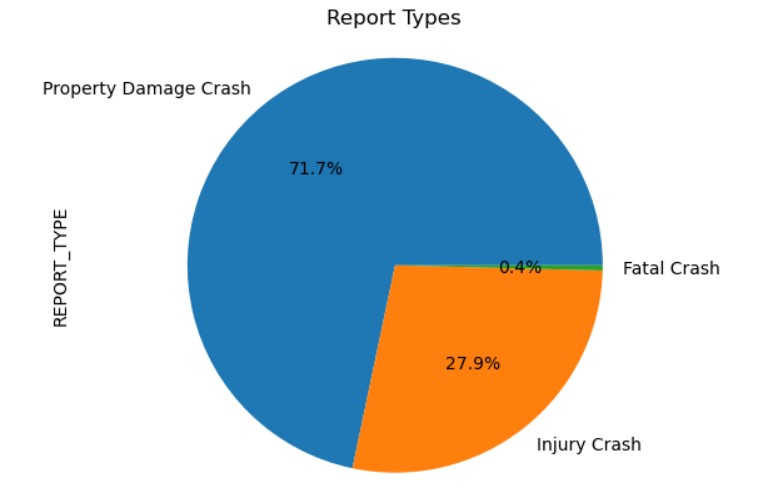 Report Types
Property Damage Crash
71.7%
REPORT_TYPE
0.4%
Fatal Crash
27.9%
Injury Crash